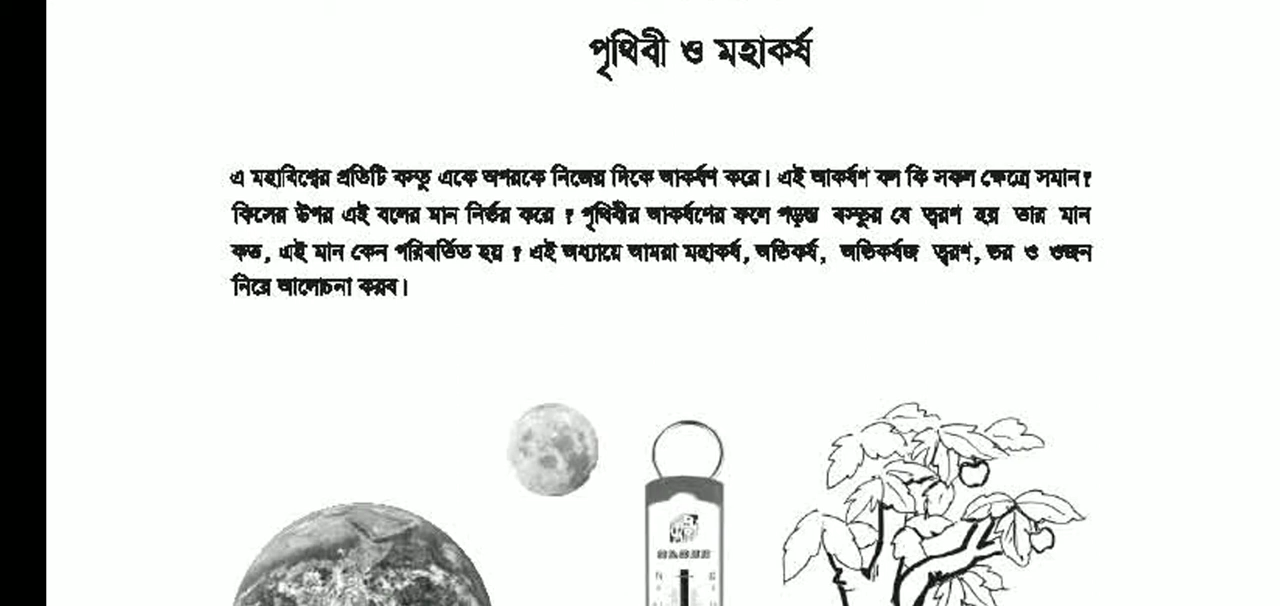 পৃথিবী ও মহাকর্ষ
এ মহাবিশ্বের প্রতিটি বস্তু একে অপরকে নিজের দিকে আকর্ষণ করে। এই আকর্ষণ বল কি সকল ক্ষেত্রে সমান?
কিসের উপর এই বলের মান নির্ভর করে ? পৃথিবীর আকর্ষণের ফলে পড়ন্ত বস্তুর যে ত্বরণ হয় তার মান
কত, এই মান কেন পরিবর্তিত হয় ? এই অধ্যায়ে আমরা মহাকর্ষ, অভিকর্ষ, অভিকর্ষজ ত্বরণ, ভর ও ওজন
নিয়ে আলোচনা করব।
N